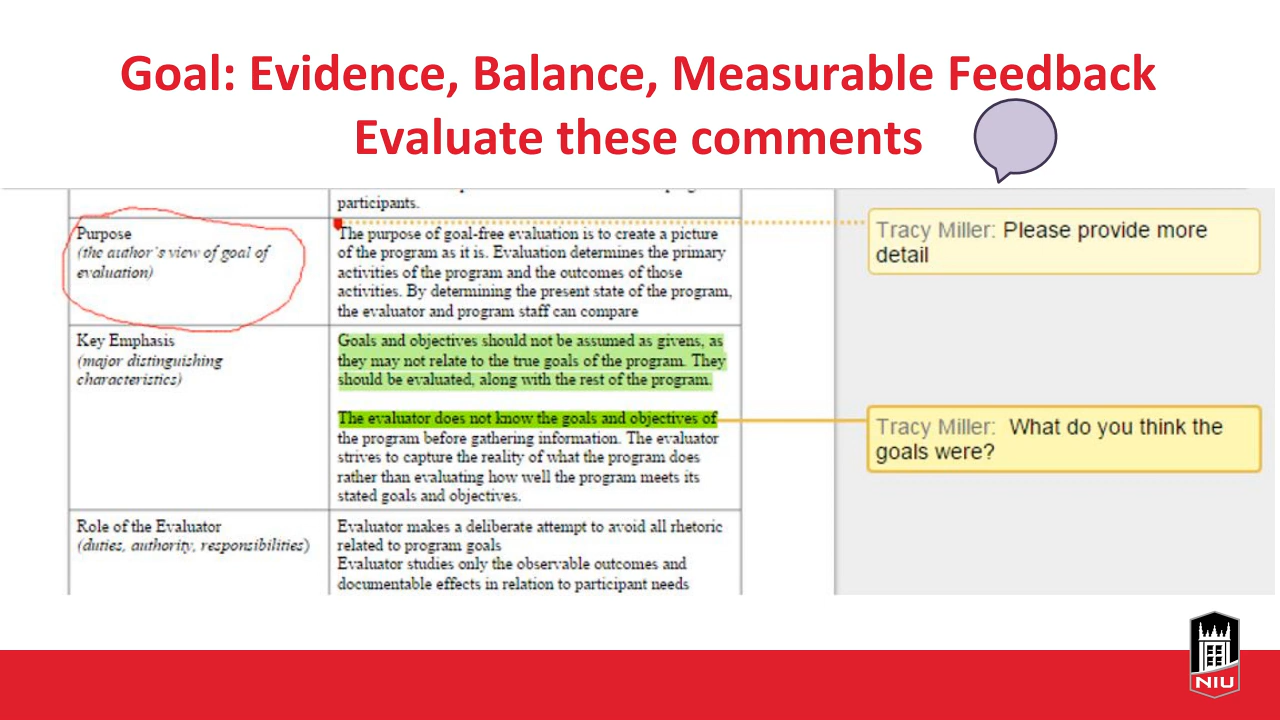 Goal: Evidence, Balance, Measurable Feedback
Evaluate these comments
participants.
Purpose
(the author's view of goal of
evaluation)
The purpose of goal-free evaluation is to create a picture
of the program as it is. Evaluation determines the primary
activities of the program and the outcomes of those
activities. By determining the present state of the program,
the evaluator and program staff can compare
Tracy Miller: Please provide more
detail
Key Emphasis
(major distinguishing
characteristics)
Goals and objectives should not be assumed as givens, as
they may not relate to the true goals of the program. They
should be evaluated, along with the rest of the program.
The evaluator does not know the goals and objectives of
the program before gathering information. The evaluator
strives to capture the reality of what the program does
rather than evaluating how well the program meets its
stated goals and objectives.
Tracy Miller: What do you think the
goals were?
Role of the Evaluator
(duties, authority, responsibilities)
Evaluator makes a deliberate attempt to avoid all rhetoric
related to program goals
Evaluator studies only the observable outcomes and
documentable effects in relation to participant needs
NIU